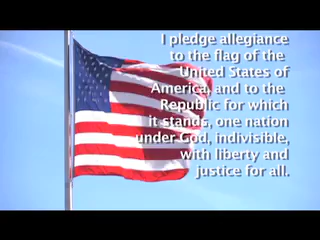 I pledge allegiance
to the flag of the
United States of
America, and to the
Republic for which
it stands, one nation
under God, indivisible,
with liberty and
justice for all.